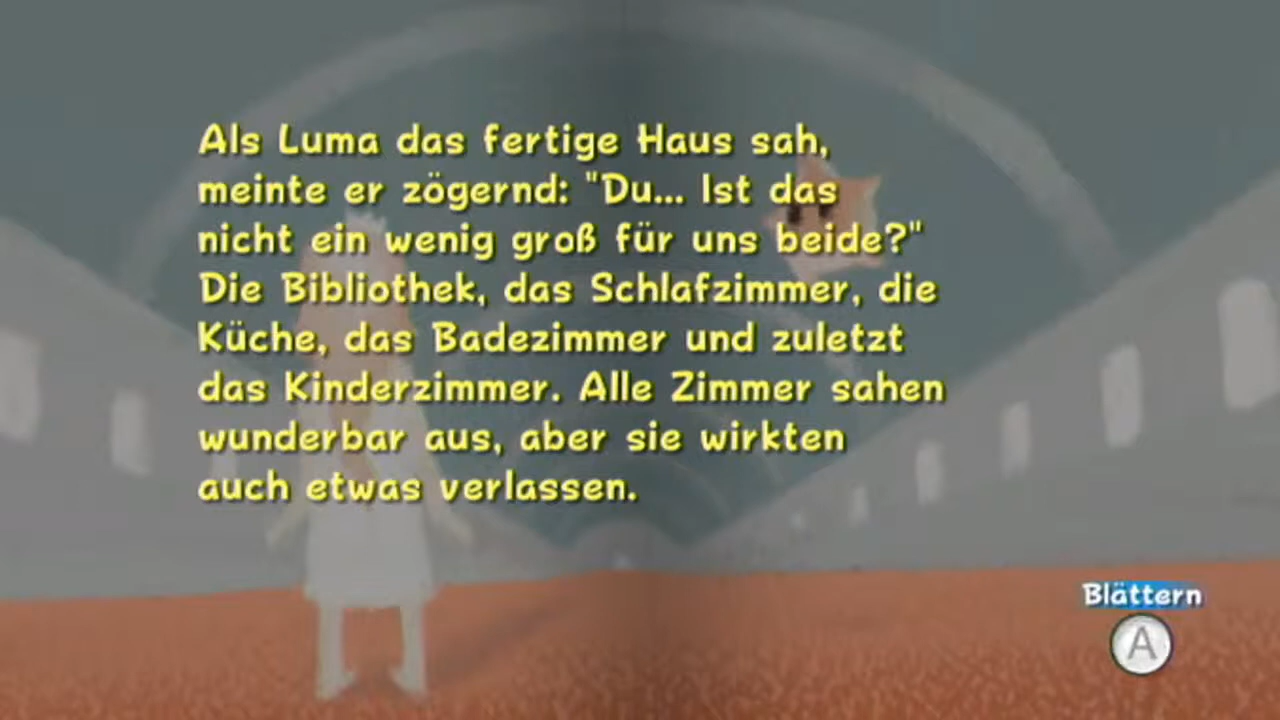 Als Luma das fertige Haus sah,
meinte er zögernd: "Du... Ist das
nicht ein wenig groß für uns beide?"
Die Bibliothek, das Schlafzimmer, die
Küche, das Badezimmer und zuletzt
das Kinderzimmer. Alle Zimmer sahen
wunderbar aus, aber sie wirkten
auch etwas verlassen.
Blättern
A